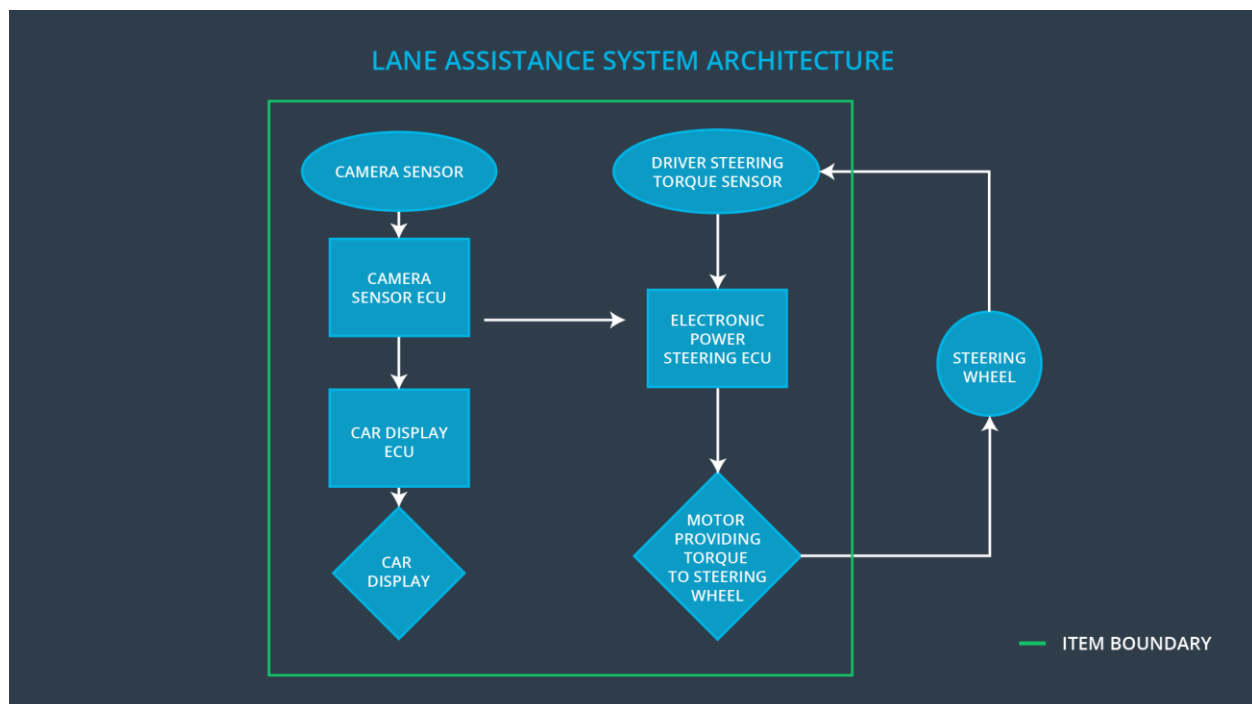 LANE ASSISTANCE SYSTEM ARCHITECTURE
CAMERA SENSOR
CAMERA
SENSOR ECU
CAR DISPLAY
ECU
CAR
DISPLAY
DRIVER STEERING
TORQUE SENSOR
ELECTRONIC
POWER
STEERING ECU
MOTOR
PROVIDING
TORQUE
TO STEERING
WHEEL
STEERING
WHEEL
ITEM BOUNDARY